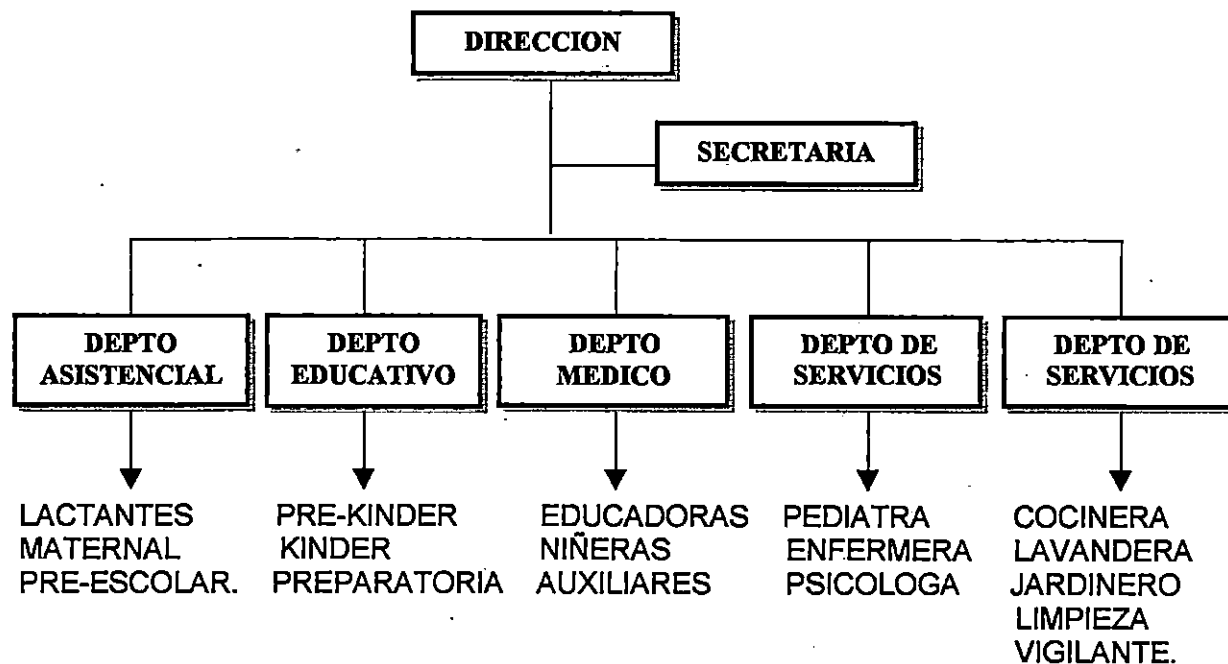 DIRECCION
SECRETARIA
DEPTO
ASISTENCIAL
DEPTO
EDUCATIVO
DEPTO
MEDICO
DEPTO DE
SERVICIOS
DEPTO DE
SERVICIOS
LACTANTES
MATERNAL
PRE-ESCOLAR.
PRE-KINDER
KINDER
PREPARATORIA
EDUCADORAS
NIÑERAS
AUXILIARES
PEDIATRA
ENFERMERA
PSICOLOGA
COCINERA
LAVANDERA
JARDINERO
LIMPIEZA
VIGILANTE.